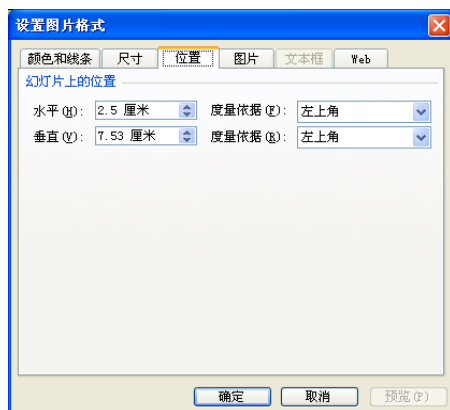 设置图片格式
颜色和线条 尺寸 位置 图片 文本框 Web
幻灯片上的位置
水平(H): 2.5 厘米 度量依据(F): 左上角
垂直(V): 7.53 厘米 度量依据(R): 左上角
确定 取消 预览(P)